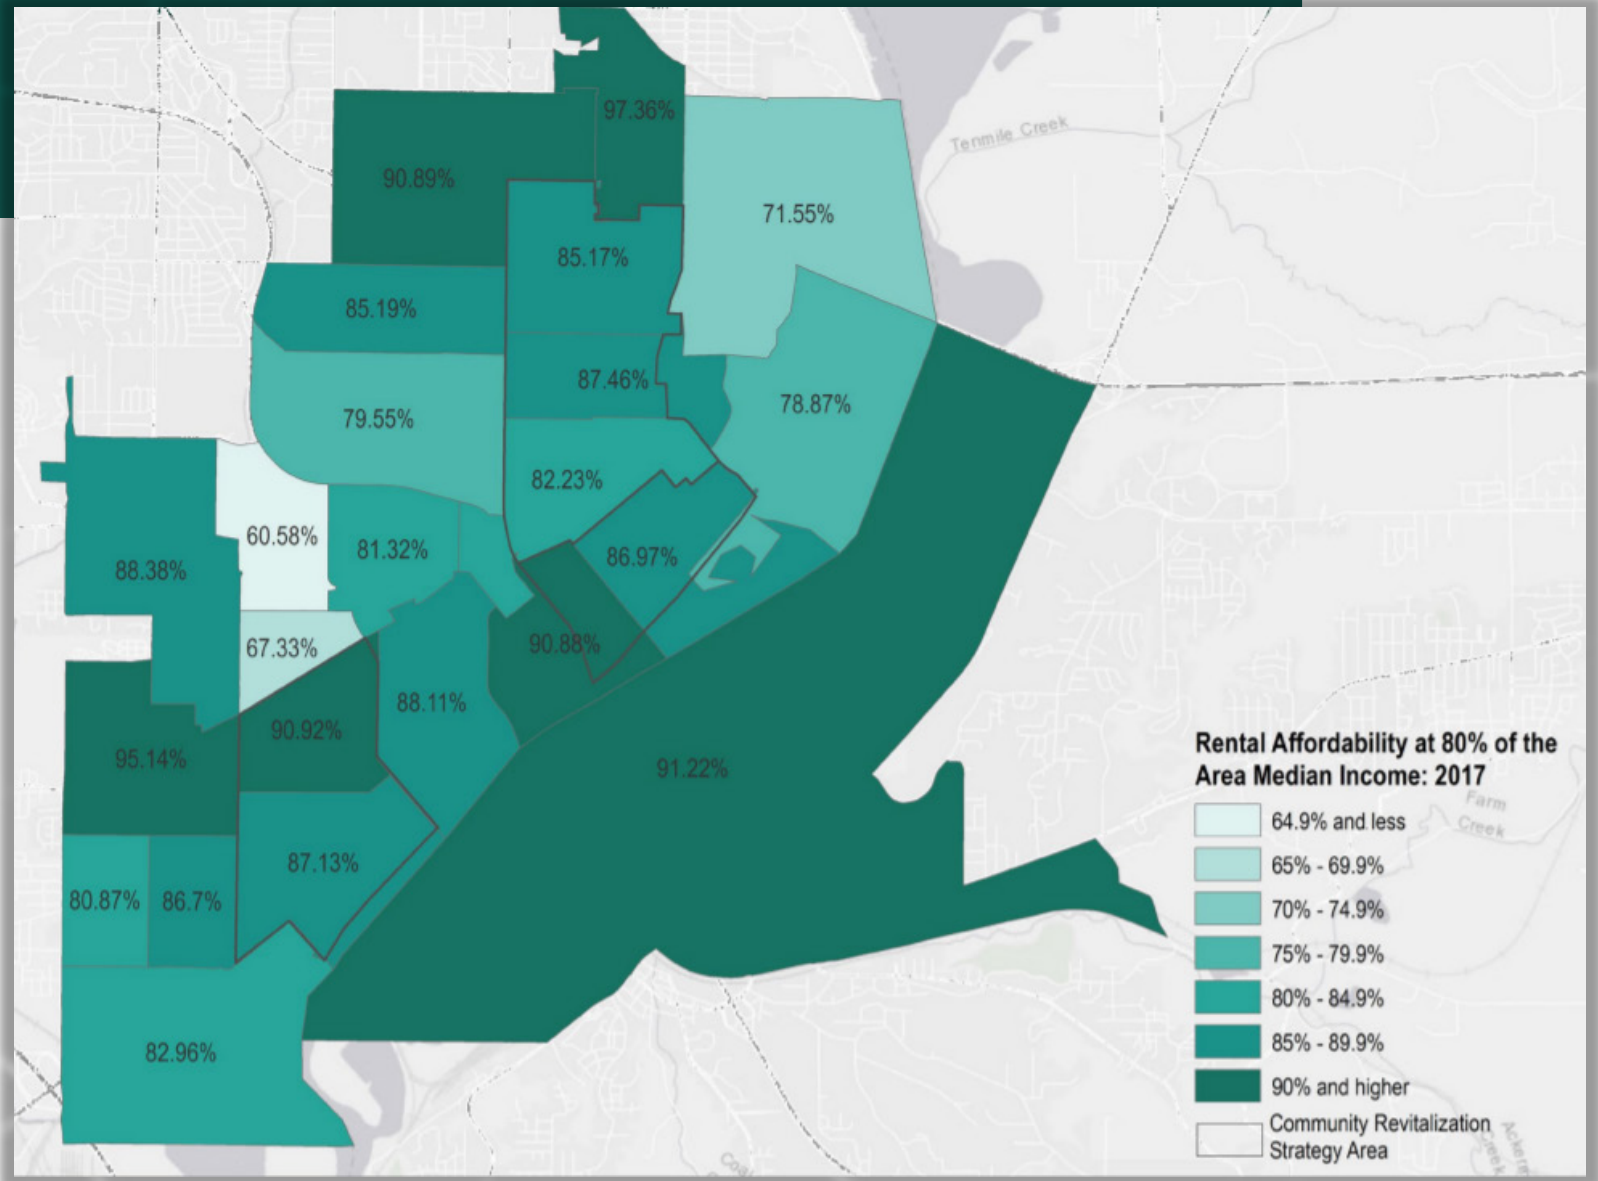 97.36%
Tenmile Creek
90.89%
71.55%
85.17%
85.19%
87.46%
78.87%
79.55%
82.23%
60.58%
81.32%
86.97%
88.38%
90.88%
67.33%
88.11%
90.92%
95.14%
91.22%
87.13%
80.87%
86.7%
82.96%
Rental Affordability at 80% of the
Area Median Income: 2017
64.9% and less
65% - 69.9%
70% - 74.9%
75% - 79.9%
80% - 84.9%
85% - 89.9%
90% and higher
Community Revitalization
Strategy Area
Farm
Creek
Creek